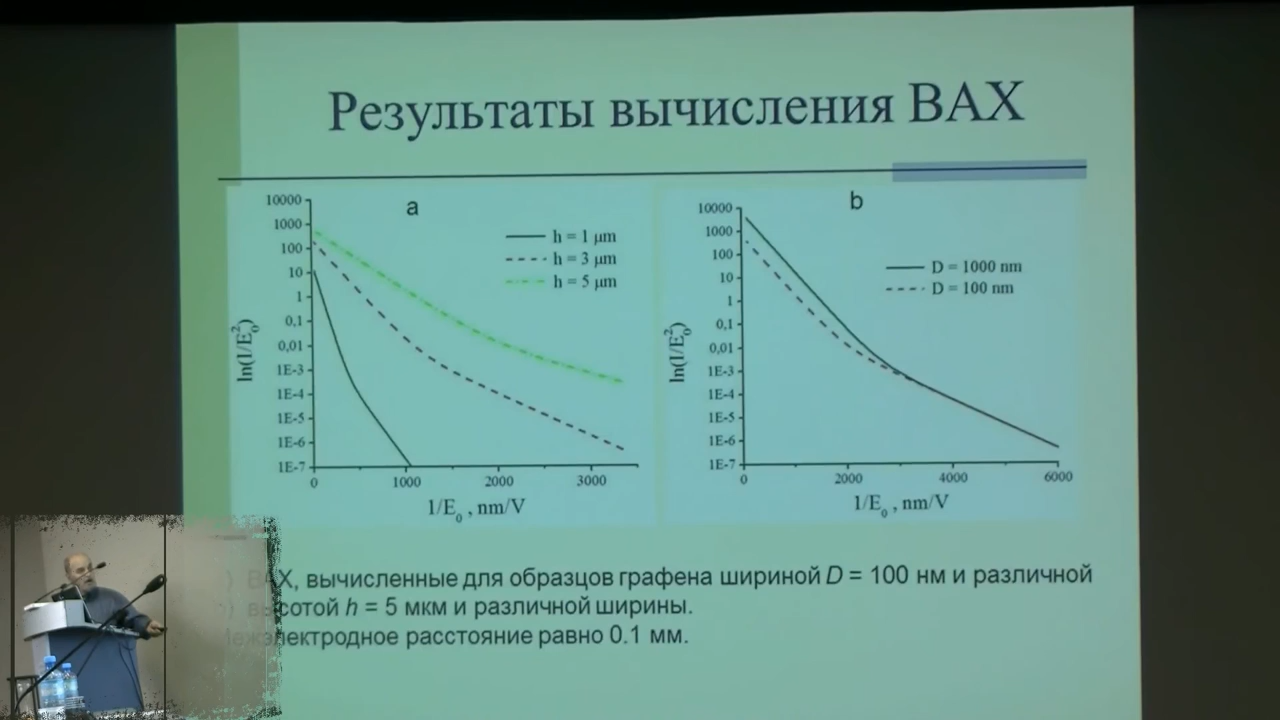 Результаты вычисления ВАХ
a
10000
1000
100
10
1
0,1
0,01
1E-3
1E-4
1E-5
1E-6
1E-7
ln(I/E₀²)
h = 1 μm
h = 3 μm
h = 5 μm
0 1000 2000 3000
1/E₀ , nm/V
b
10000
1000
100
10
1
0,1
0,01
1E-3
1E-4
1E-5
1E-6
1E-7
ln(I/E₀²)
D = 1000 nm
D = 100 nm
0 2000 4000 6000
1/E₀ , nm/V
) ВАХ, вычисленные для образцов графена шириной D = 100 нм и различной
) высотой h = 5 мкм и различной ширины.
Межэлектродное расстояние равно 0.1 мм.